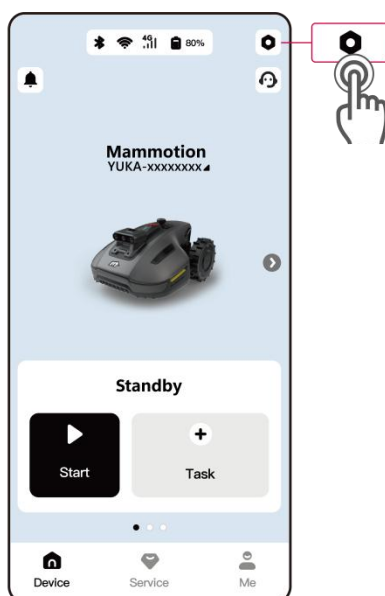 4G 80%
Mammotion
YUKA-xxxxxxxx
Standby
Start Task
Device Service Me